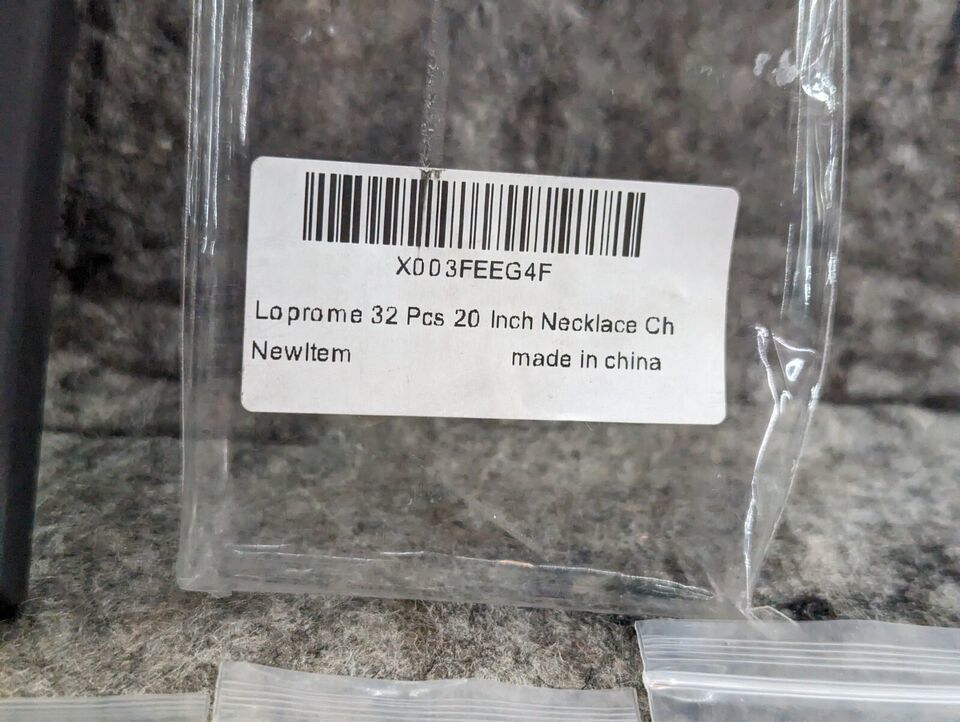 X003FEEG4F
Loprome 32 Pcs 20 Inch Necklace Ch
NewItem made in china